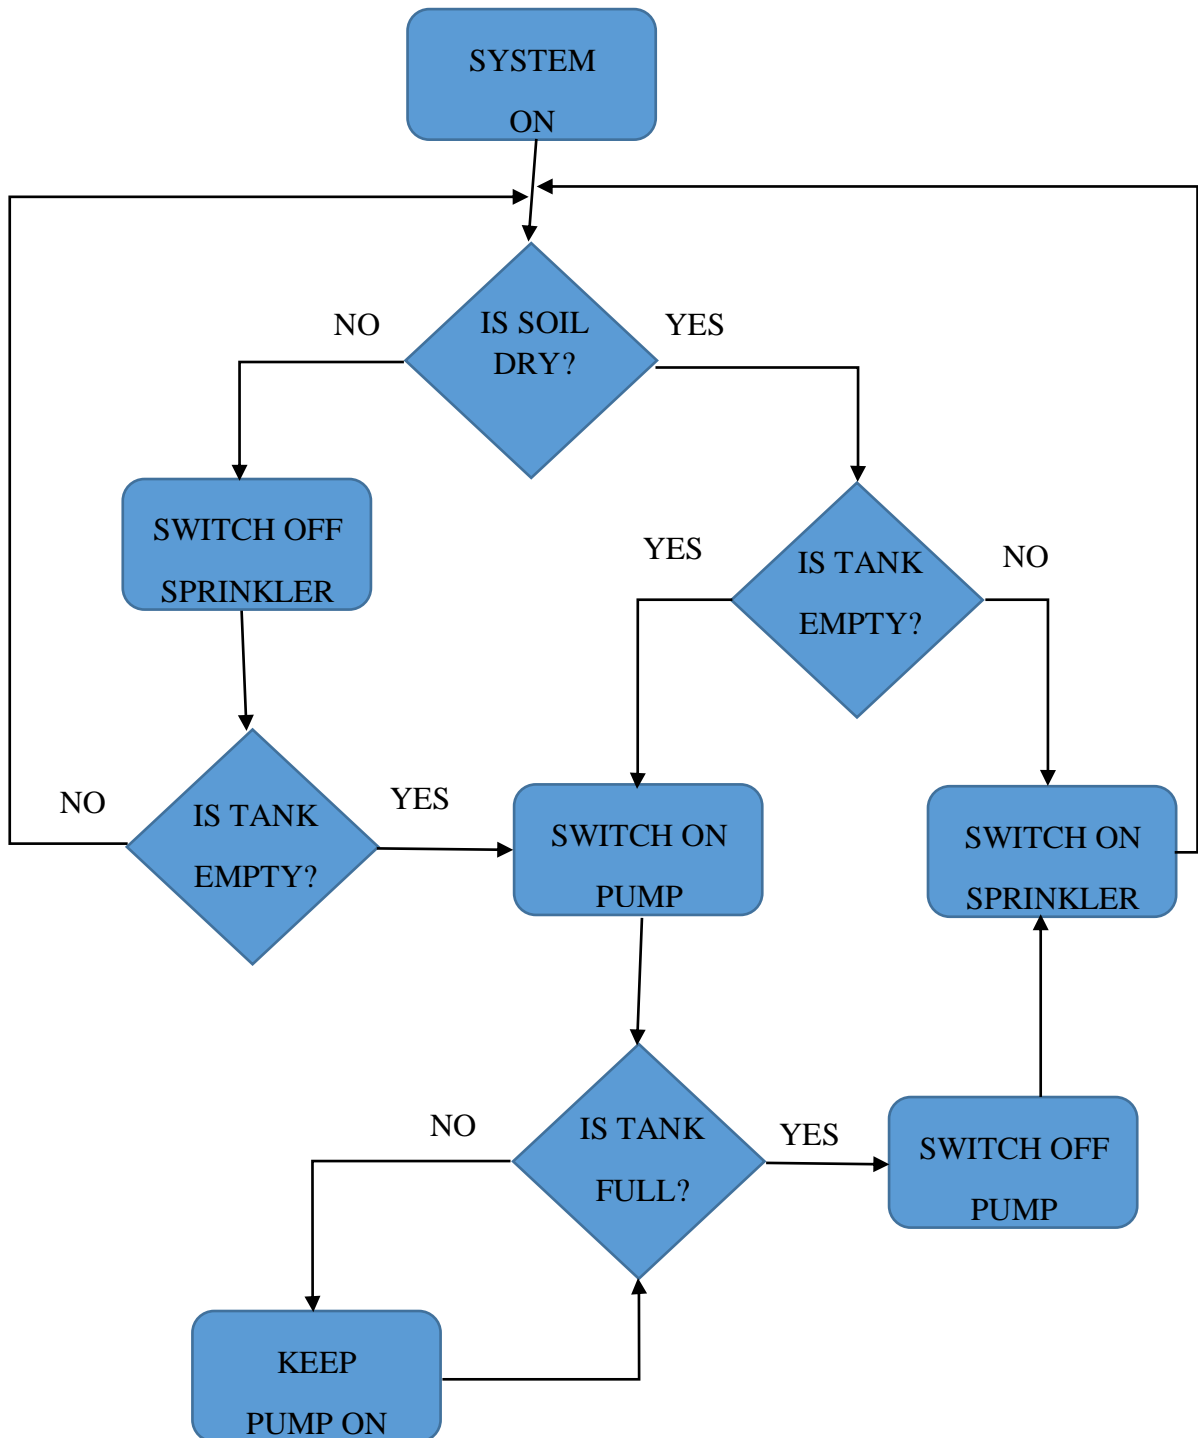 SYSTEM
ON
NO
IS SOIL
DRY?
YES
SWITCH OFF
SPRINKLER
YES
IS TANK
EMPTY?
NO
NO
IS TANK
EMPTY?
YES
SWITCH ON
PUMP
SWITCH ON
SPRINKLER
NO
IS TANK
FULL?
YES
SWITCH OFF
PUMP
KEEP
PUMP ON